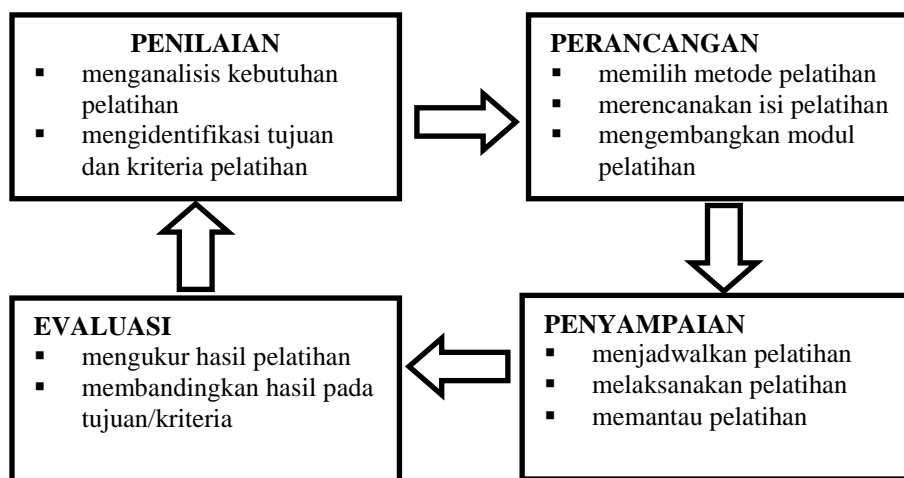 PENILAIAN
▪ menganalisis kebutuhan
pelatihan
▪ mengidentifikasi tujuan
dan kriteria pelatihan
PERANCANGAN
▪ memilih metode pelatihan
▪ merencanakan isi pelatihan
▪ mengembangkan modul
pelatihan
EVALUASI
▪ mengukur hasil pelatihan
▪ membandingkan hasil pada
tujuan/kriteria
PENYAMPAIAN
▪ menjadwalkan pelatihan
▪ melaksanakan pelatihan
▪ memantau pelatihan